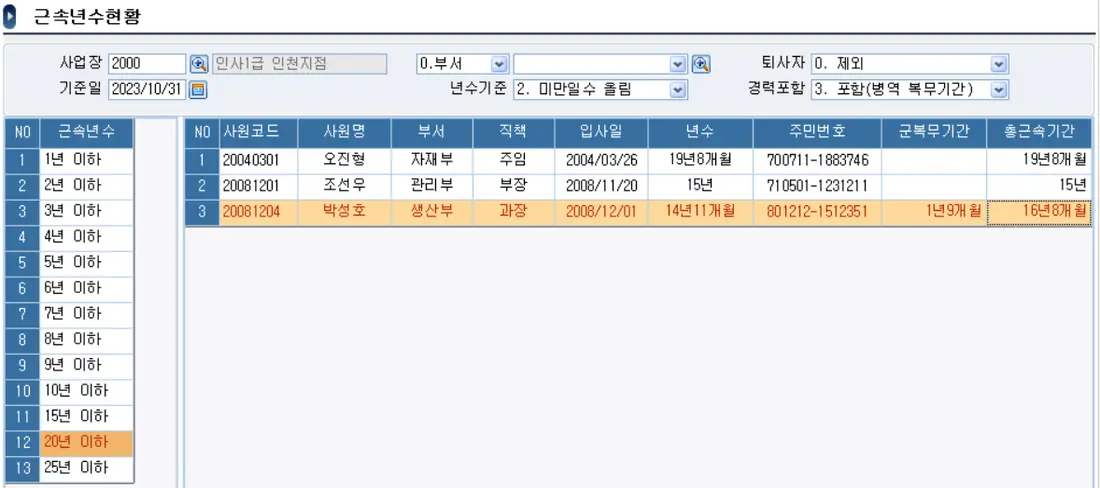 근속년수현황
사업장 2000 인사1급 인천지점 0.부서 퇴사자 0. 제외
기준일 2023/10/31 년수기준 2. 미만일수 올림 경력포함 3. 포함(병역 복무기간)
NO 근속년수
1 1년 이하
2 2년 이하
3 3년 이하
4 4년 이하
5 5년 이하
6 6년 이하
7 7년 이하
8 8년 이하
9 9년 이하
10 10년 이하
11 15년 이하
12 20년 이하
13 25년 이하
NO 사원코드 사원명 부서 직책 입사일 년수 주민번호 군복무기간 총근속기간
1 20040301 오진형 자재부 주임 2004/03/26 19년8개월 700711-1883746 19년8개월
2 20081201 조선우 관리부 부장 2008/11/20 15년 710501-1231211 15년
3 20081204 박성호 생산부 과장 2008/12/01 14년11개월 801212-1512351 1년9개월 16년8개월